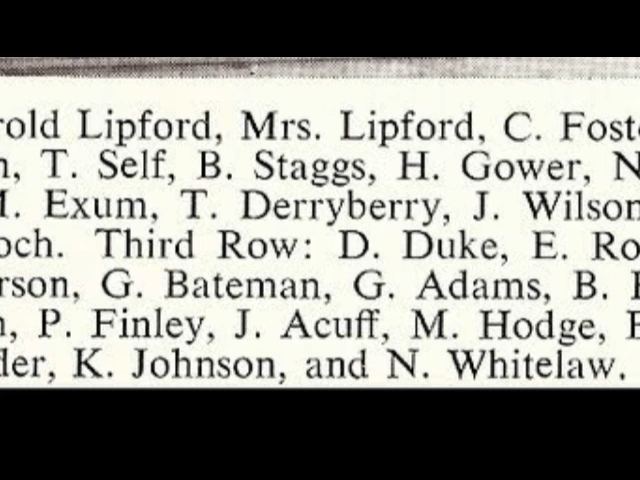 rold Lipford, Mrs. Lipford, C. Fost
n, T. Self, B. Staggs, H. Gower, N
M. Exum, T. Derryberry, J. Wilson
och. Third Row: D. Duke, E. Ro
rson, G. Bateman, G. Adams, B.
n, P. Finley, J. Acuff, M. Hodge,
der, K. Johnson, and N. Whitelaw.